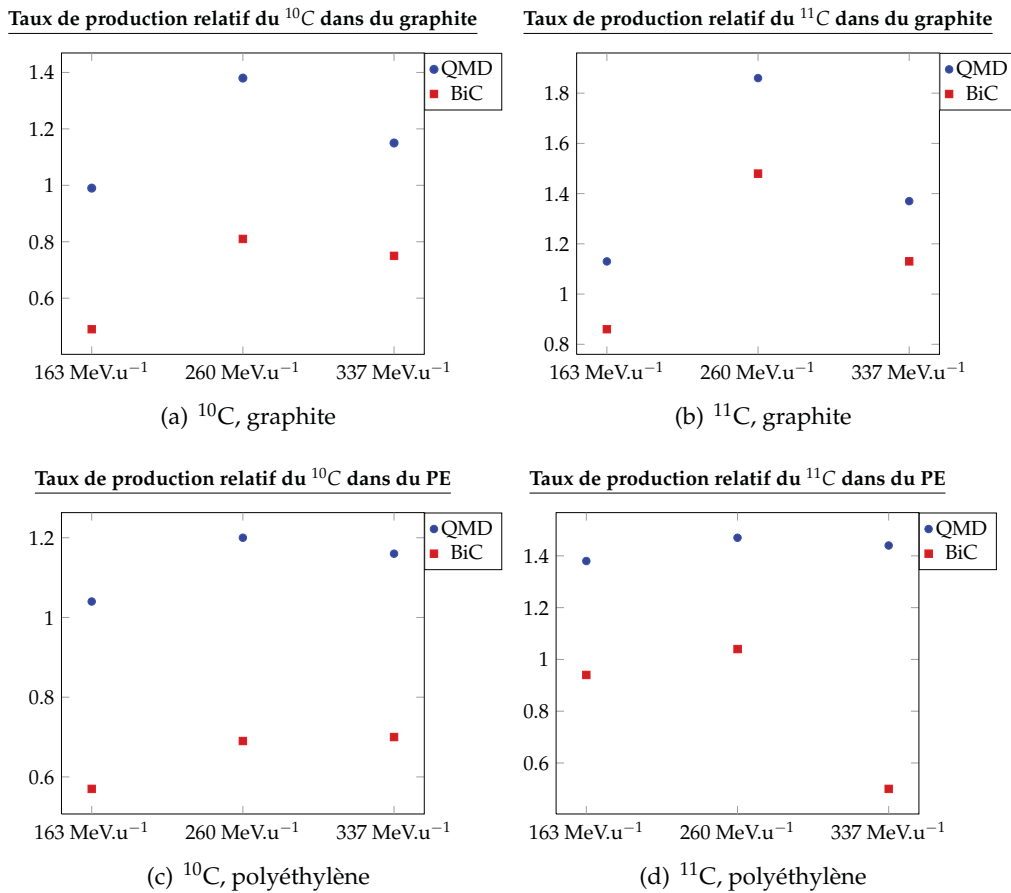 Taux de production relatif du ¹⁰C dans du graphite
1.4
1.2
1
0.8
0.6
163 MeV.u⁻¹ 260 MeV.u⁻¹ 337 MeV.u⁻¹
QMD
BiC
(a) ¹⁰C, graphite
Taux de production relatif du ¹¹C dans du graphite
1.8
1.6
1.4
1.2
1
0.8
163 MeV.u⁻¹ 260 MeV.u⁻¹ 337 MeV.u⁻¹
QMD
BiC
(b) ¹¹C, graphite
Taux de production relatif du ¹⁰C dans du PE
1.2
1
0.8
0.6
163 MeV.u⁻¹ 260 MeV.u⁻¹ 337 MeV.u⁻¹
QMD
BiC
(c) ¹⁰C, polyéthylène
Taux de production relatif du ¹¹C dans du PE
1.4
1.2
1
0.8
0.6
163 MeV.u⁻¹ 260 MeV.u⁻¹ 337 MeV.u⁻¹
QMD
BiC
(d) ¹¹C, polyéthylène